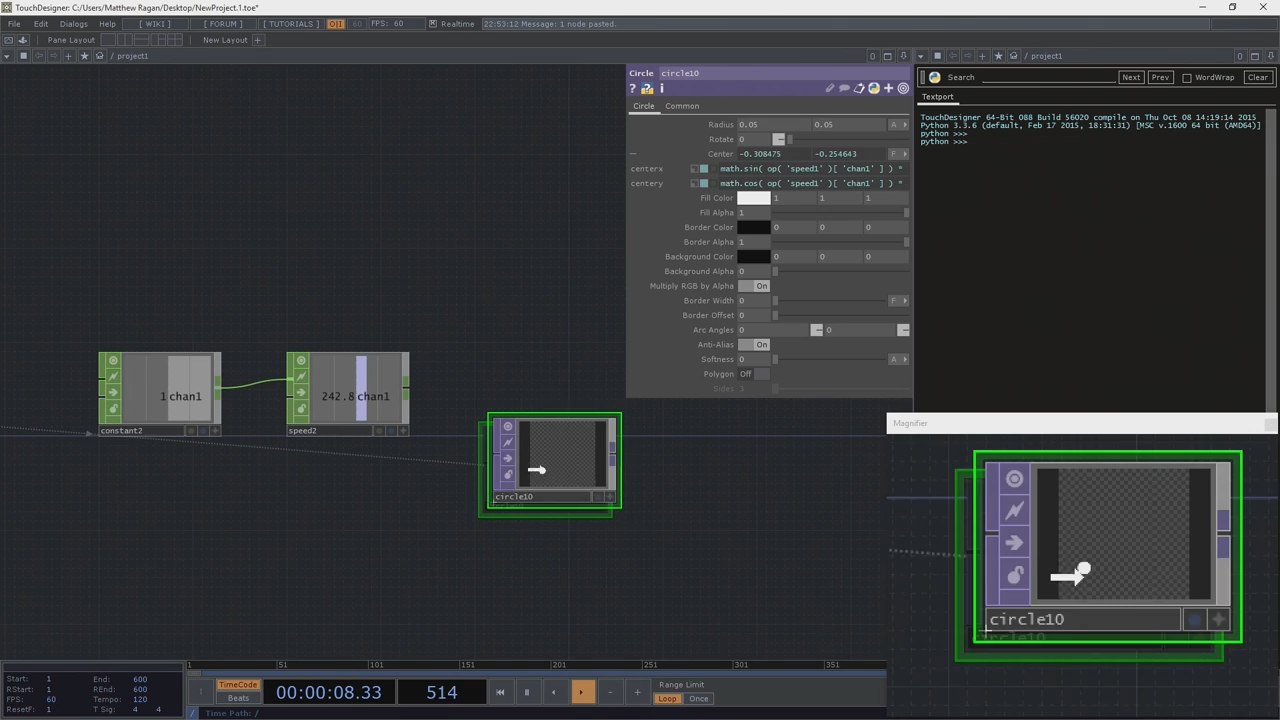 TouchDesigner: C:/Users/Matthew Ragan/Desktop/NewProject.1.toe*
File Edit Dialogs Help [ WIKI ] [ FORUM ] [ TUTORIALS ] O|I 60 FPS: 60 Realtime 22:53:12 Message: 1 node pasted.
Pane Layout New Layout +
/ project1 0
/ project1 0
Circle circle10
Search Next Prev WordWrap Clear
? i
Textport
Circle Common
TouchDesigner 64-Bit 088 Build 56020 compile on Thu Oct 08 14:19:14 2015
Python 3.3.6 (default, Feb 17 2015, 18:31:31) [MSC v.1600 64 bit (AMD64)]
python >>>
python >>>
Radius 0.05 0.05 A
Rotate 0
Center -0.308475 -0.254643 F
centerx math.sin( op( 'speed1' )[ 'chan1' ] ) *
centery math.cos( op( 'speed1' )[ 'chan1' ] ) *
Fill Color 1 1 1
Fill Alpha 1
Border Color 0 0 0
Border Alpha 1
Background Color 0 0 0
Background Alpha 0
Multiply RGB by Alpha On
Border Width 0 F
Border Offset 0
Arc Angles 0 0
Anti-Alias On
Softness 0 A
Polygon Off
Sides 3
1 chan1
242.8 chan1
constant2
speed2
circle10
Magnifier
circle10
circle10
1 51 101 151 201 251 301 351
Start: 1 End: 600
RStart: 1 REnd: 600
FPS: 60 Tempo: 120
ResetF: 1 T Sig: 4 4
TimeCode
Beats
00:00:08.33 514
Range Limit
Loop Once
/ Time Path: /